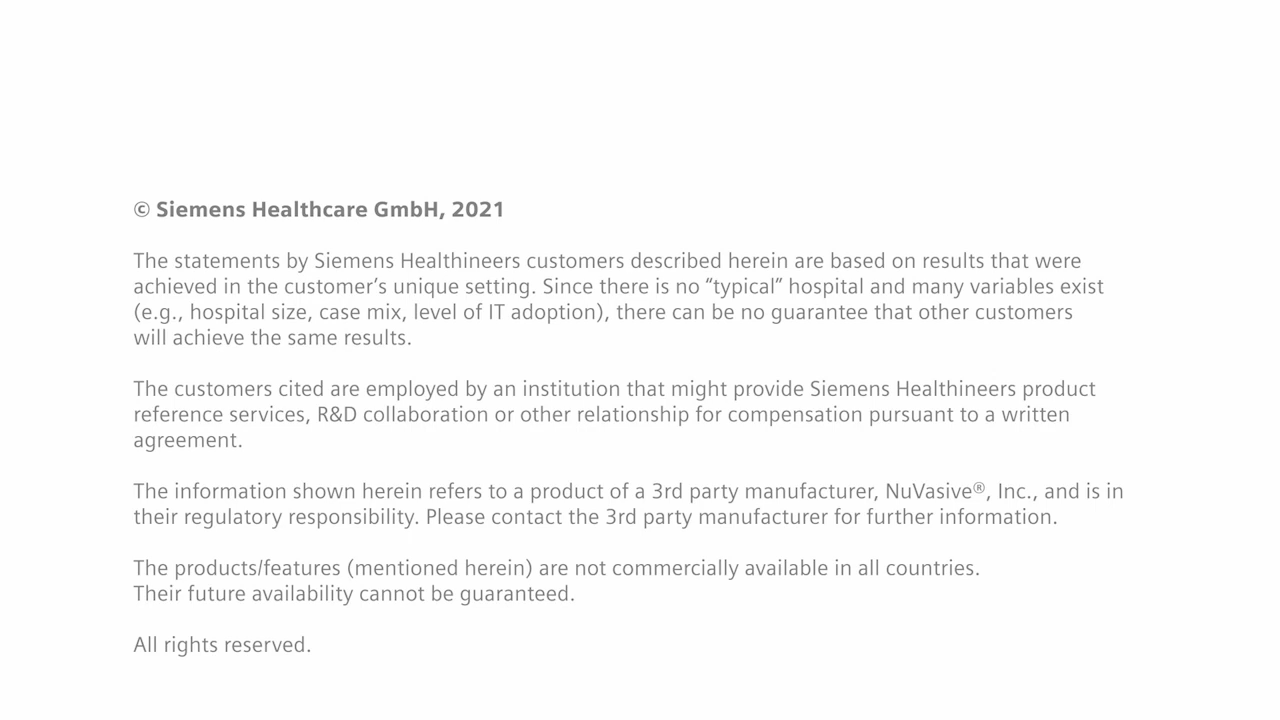 © Siemens Healthcare GmbH, 2021
The statements by Siemens Healthineers customers described herein are based on results that were
achieved in the customer’s unique setting. Since there is no “typical” hospital and many variables exist
(e.g., hospital size, case mix, level of IT adoption), there can be no guarantee that other customers
will achieve the same results.
The customers cited are employed by an institution that might provide Siemens Healthineers product
reference services, R&D collaboration or other relationship for compensation pursuant to a written
agreement.
The information shown herein refers to a product of a 3rd party manufacturer, NuVasive®, Inc., and is in
their regulatory responsibility. Please contact the 3rd party manufacturer for further information.
The products/features (mentioned herein) are not commercially available in all countries.
Their future availability cannot be guaranteed.
All rights reserved.